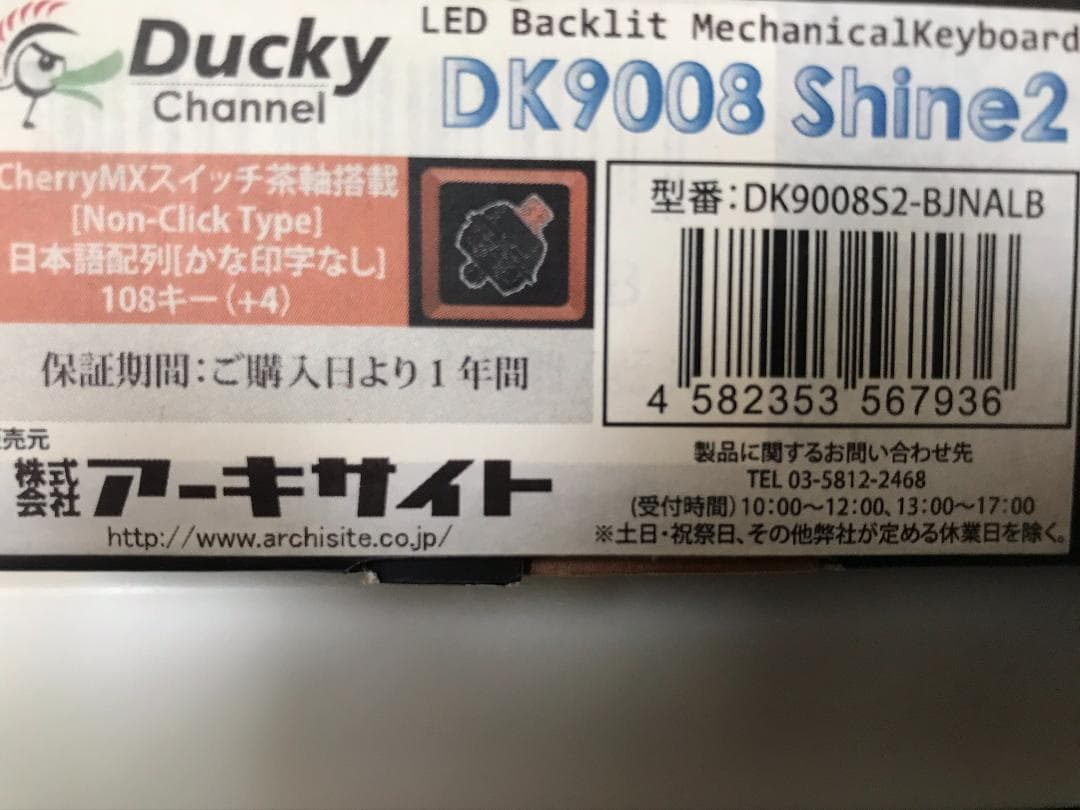 Ducky
Channel
LED Backlit MechanicalKeyboard
DK9008 Shine2
CherryMXスイッチ茶軸搭載
[Non-Click Type]
日本語配列[かな印字なし]
108キー(+4)
型番:DK9008S2-BJNALB
4 582353 567936
保証期間:ご購入日より1年間
売元
株式会社アーキサイト
http://www.archisite.co.jp/
製品に関するお問い合わせ先
TEL 03-5812-2468
(受付時間)10:00～12:00、13:00～17:00
※土日・祝祭日、その他弊社が定める休業日を除く。